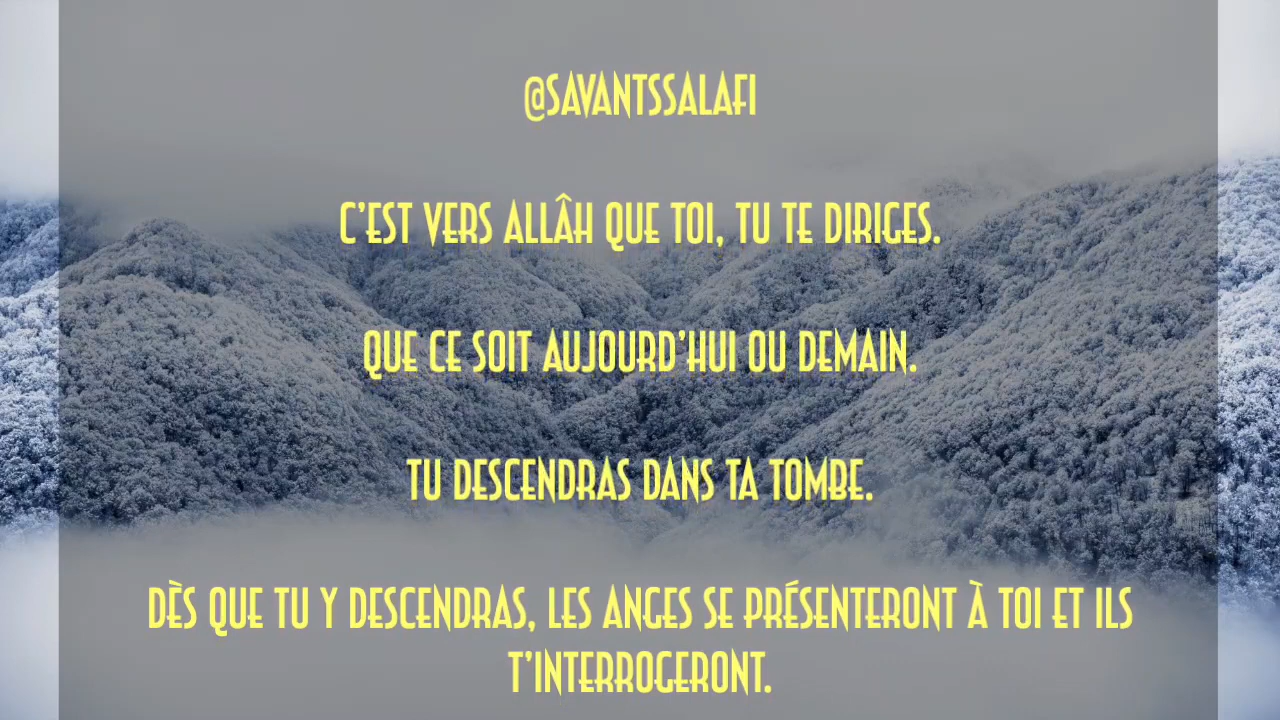 @SAVANTSSALAFI
C'EST VERS ALLÂH QUE TOI, TU TE DIRIGES.
QUE CE SOIT AUJOURD'HUI OU DEMAIN.
TU DESCENDRAS DANS TA TOMBE.
DÈS QUE TU Y DESCENDRAS, LES ANGES SE PRÉSENTERONT À TOI ET ILS
T'INTERROGERONT.